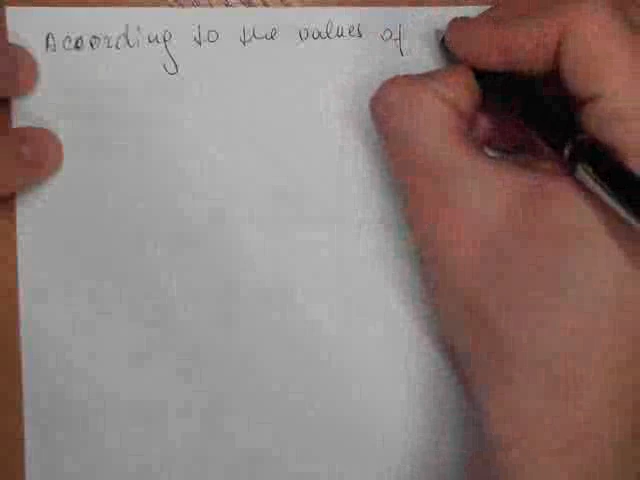 According to the values of